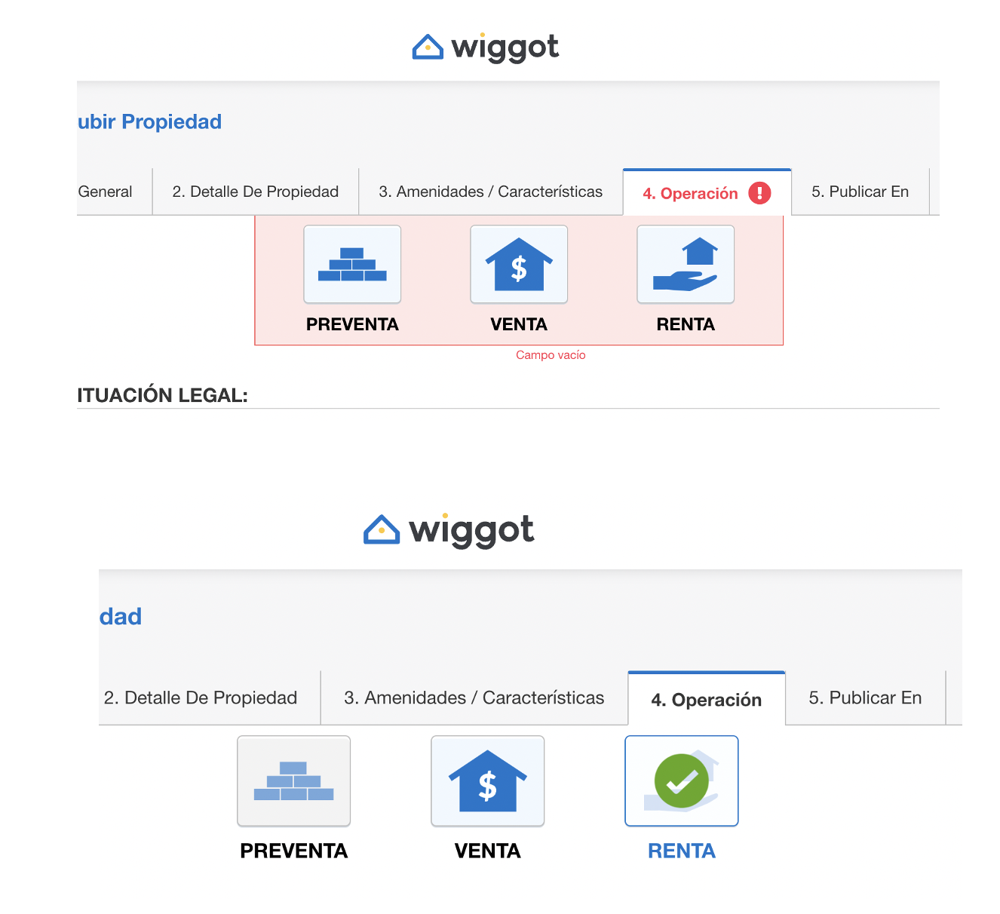 wiggot
ubir Propiedad
General 2. Detalle De Propiedad 3. Amenidades / Características 4. Operación ! 5. Publicar En
$
PREVENTA VENTA RENTA
Campo vacío
ITUACIÓN LEGAL:
wiggot
dad
2. Detalle De Propiedad 3. Amenidades / Características 4. Operación 5. Publicar En
$
PREVENTA VENTA RENTA